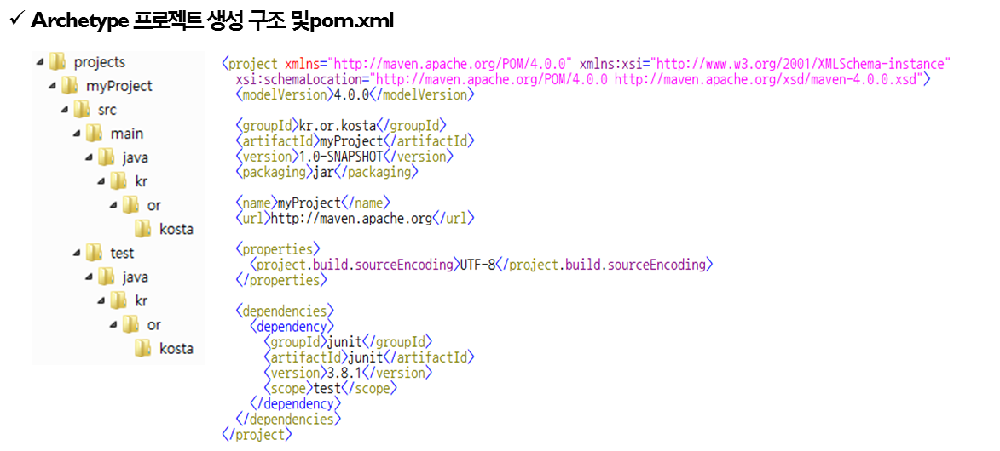 ✓ Archetype 프로젝트 생성 구조 및pom.xml
projects
myProject
src
main
java
kr
or
kosta
test
java
kr
or
kosta
<project xmlns="http://maven.apache.org/POM/4.0.0" xmlns:xsi="http://www.w3.org/2001/XMLSchema-instance"
xsi:schemaLocation="http://maven.apache.org/POM/4.0.0 http://maven.apache.org/xsd/maven-4.0.0.xsd">
<modelVersion>4.0.0</modelVersion>
<groupId>kr.or.kosta</groupId>
<artifactId>myProject</artifactId>
<version>1.0-SNAPSHOT</version>
<packaging>jar</packaging>
<name>myProject</name>
<url>http://maven.apache.org</url>
<properties>
<project.build.sourceEncoding>UTF-8</project.build.sourceEncoding>
</properties>
<dependencies>
<dependency>
<groupId>junit</groupId>
<artifactId>junit</artifactId>
<version>3.8.1</version>
<scope>test</scope>
</dependency>
</dependencies>
</project>